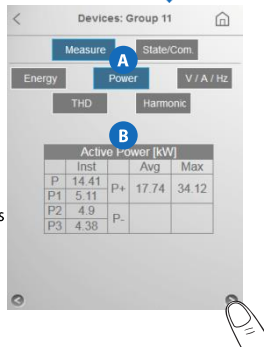 Devices: Group 11
Measure State/Com.
A
Energy Power V / A / Hz
THD Harmonic
B
Active Power [kW]
Inst Avg Max
P 14.41 P+ 17.74 34.12
P1 5.11
P2 4.9 P-
P3 4.38
s